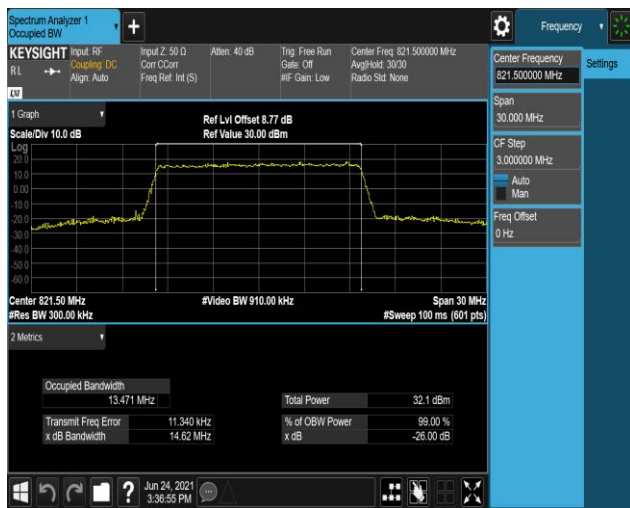 Spectrum Analyzer 1
Occupied BW
Frequency
KEYSIGHT
RL
LXI
Input: RF
Coupling: DC
Align: Auto
Input Z: 50 Ω
Corr CCorr
Freq Ref: Int (S)
Atten: 40 dB
Trig: Free Run
Gate: Off
#IF Gain: Low
Center Freq: 821.500000 MHz
Avg|Hold: 30/30
Radio Std: None
Center Frequency
821.500000 MHz
Settings
Span
30.000 MHz
CF Step
3.000000 MHz
Auto
Man
Freq Offset
0 Hz
1 Graph
Scale/Div 10.0 dB
Ref Lvl Offset 8.77 dB
Ref Value 30.00 dBm
Log
20.0
10.0
0.00
-10.0
-20.0
-30.0
-40.0
-50.0
-60.0
Center 821.50 MHz
#Res BW 300.00 kHz
#Video BW 910.00 kHz
Span 30 MHz
#Sweep 100 ms (601 pts)
2 Metrics
Occupied Bandwidth
13.471 MHz
Total Power 32.1 dBm
Transmit Freq Error 11.340 kHz
% of OBW Power 99.00 %
x dB Bandwidth 14.62 MHz
x dB -26.00 dB
Jun 24, 2021
3:36:55 PM